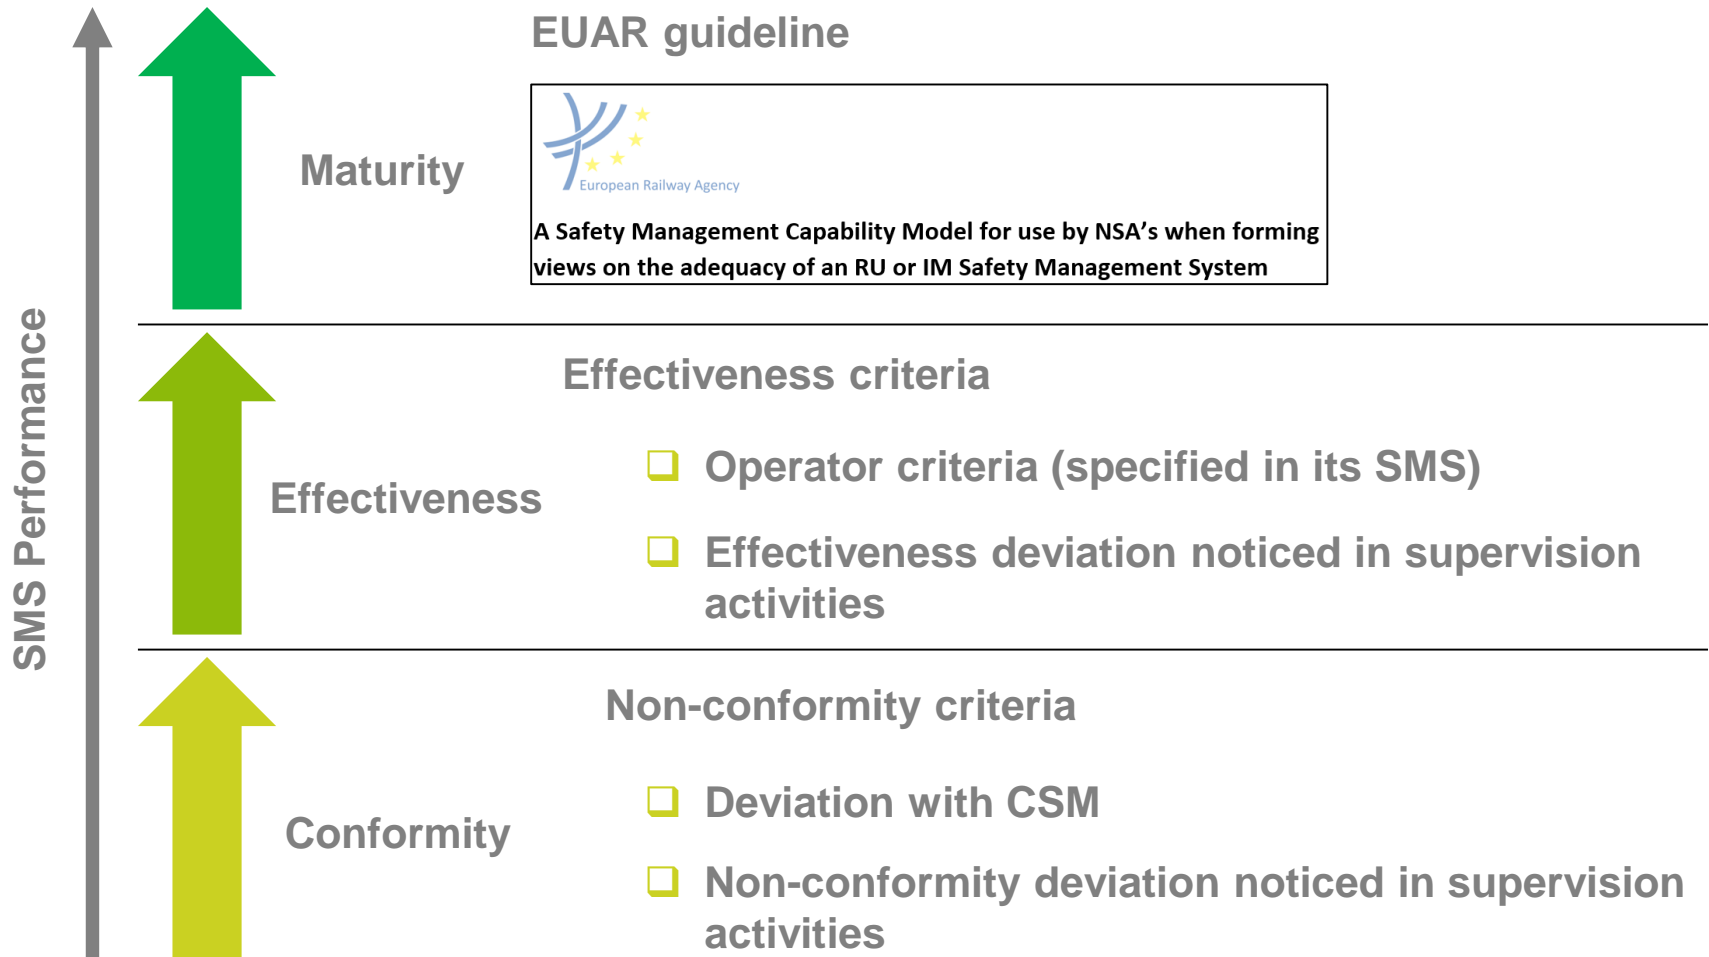 SMS Performance
EUAR guideline
Maturity
European Railway Agency
A Safety Management Capability Model for use by NSA's when forming
views on the adequacy of an RU or IM Safety Management System
Effectiveness criteria
Effectiveness
Operator criteria (specified in its SMS)
Effectiveness deviation noticed in supervision
activities
Non-conformity criteria
Conformity
Deviation with CSM
Non-conformity deviation noticed in supervision
activities